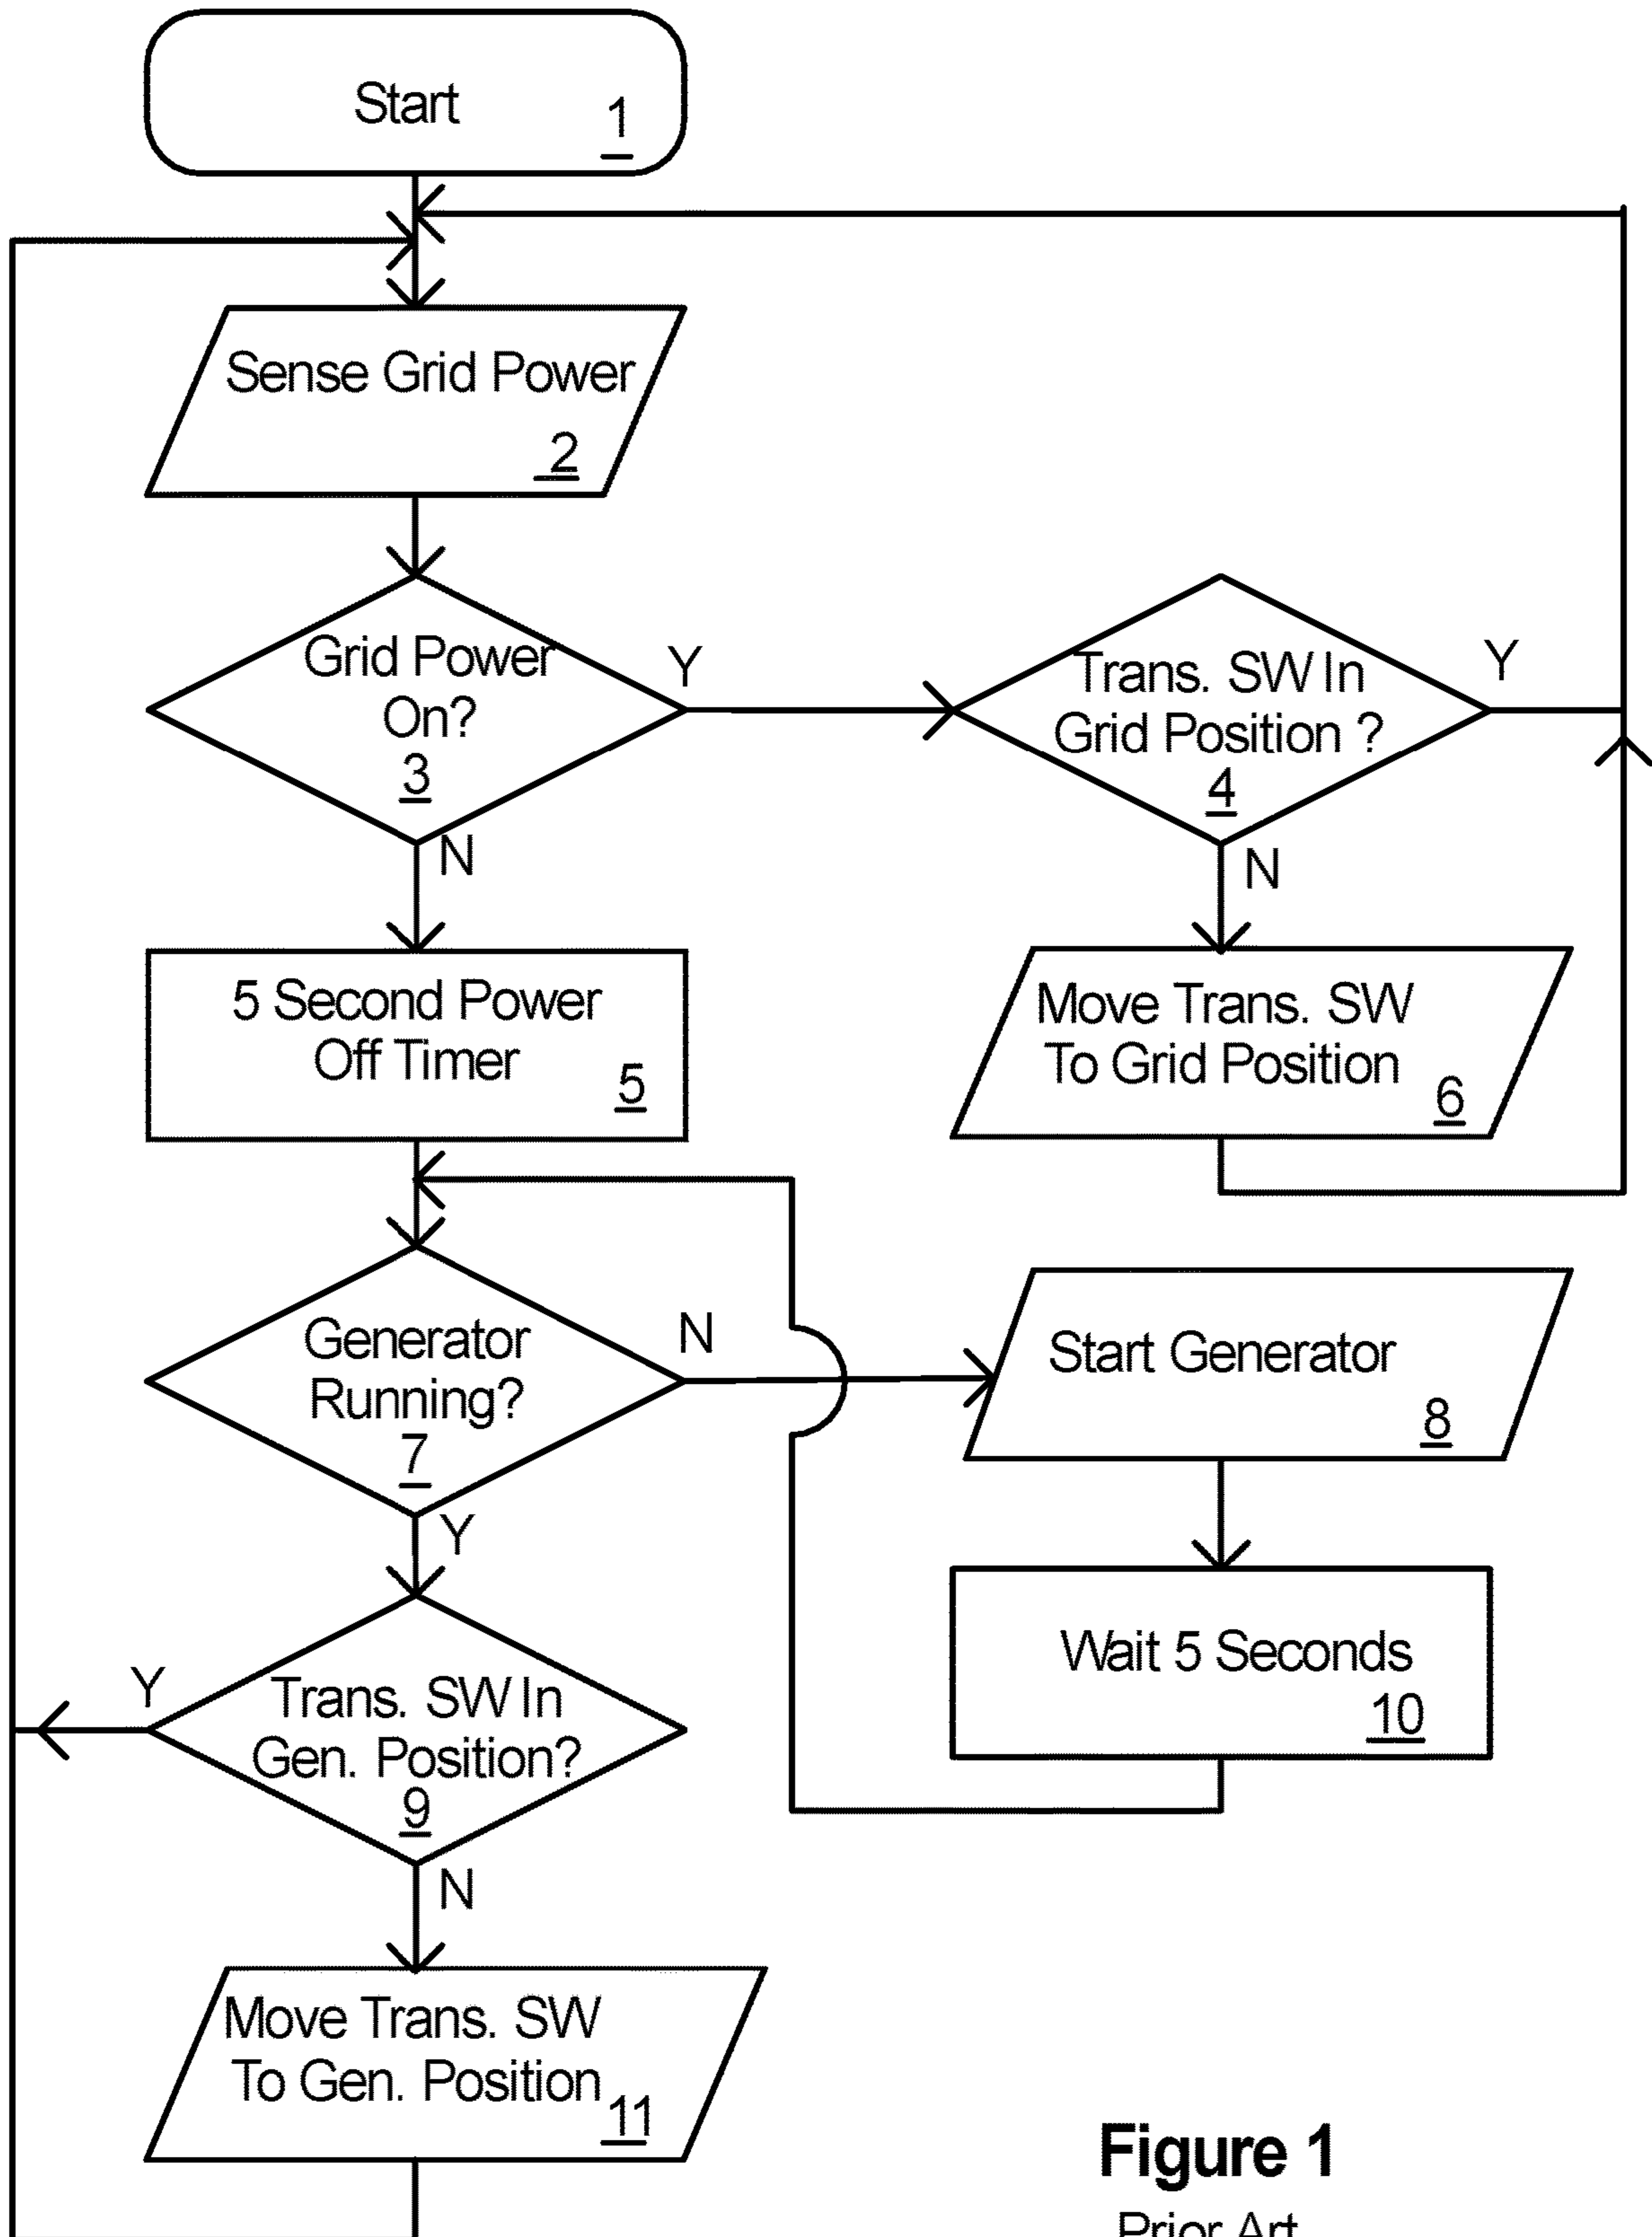 Start
1
Sense Grid Power
2
Grid Power
On?
3
Y
N
Trans. SW In
Grid Position ?
4
Y
N
5 Second Power
Off Timer
5
Move Trans. SW
To Grid Position
6
Generator
Running?
7
N
Y
Start Generator
8
Wait 5 Seconds
10
Trans. SW In
Gen. Position?
9
Y
N
Move Trans. SW
To Gen. Position
11
Figure 1
Prior Art